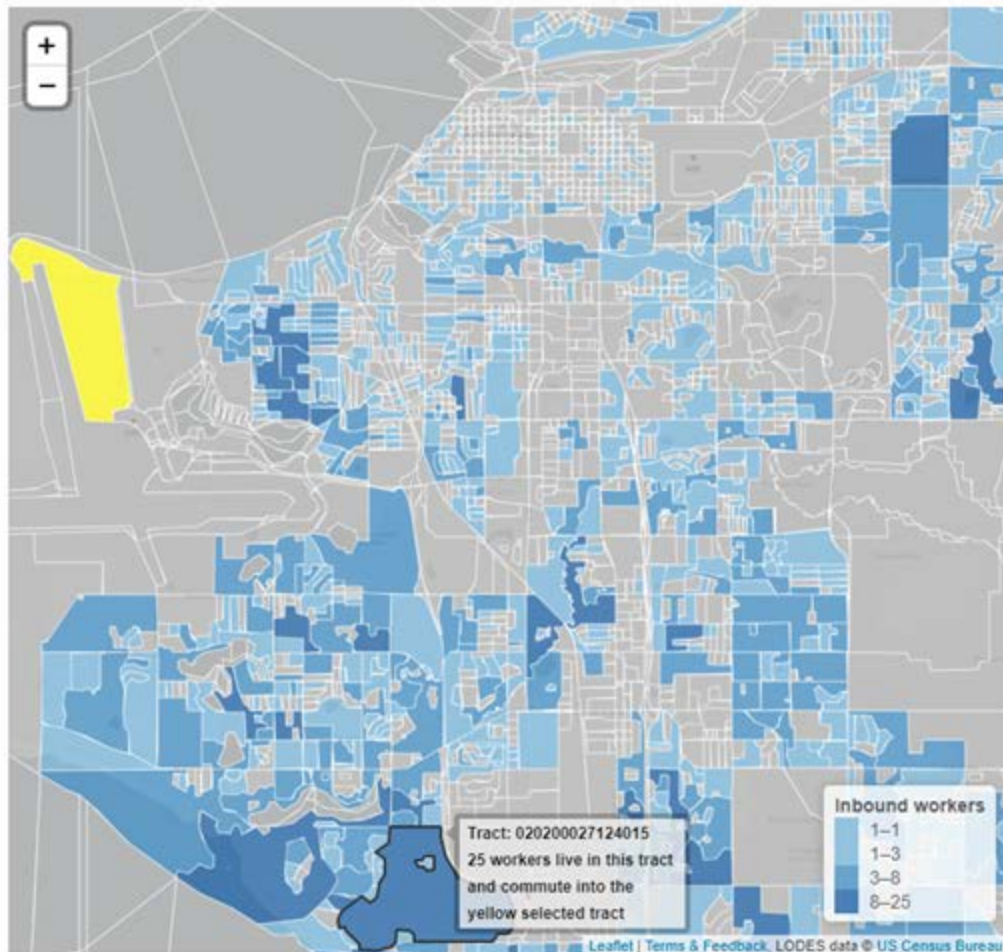 +
−
Tract: 020200027124015
25 workers live in this tract
and commute into the
yellow selected tract
Inbound workers
1–1
1–3
3–8
8–25
Leaflet | Terms & Feedback, LODES data © US Census Bureau